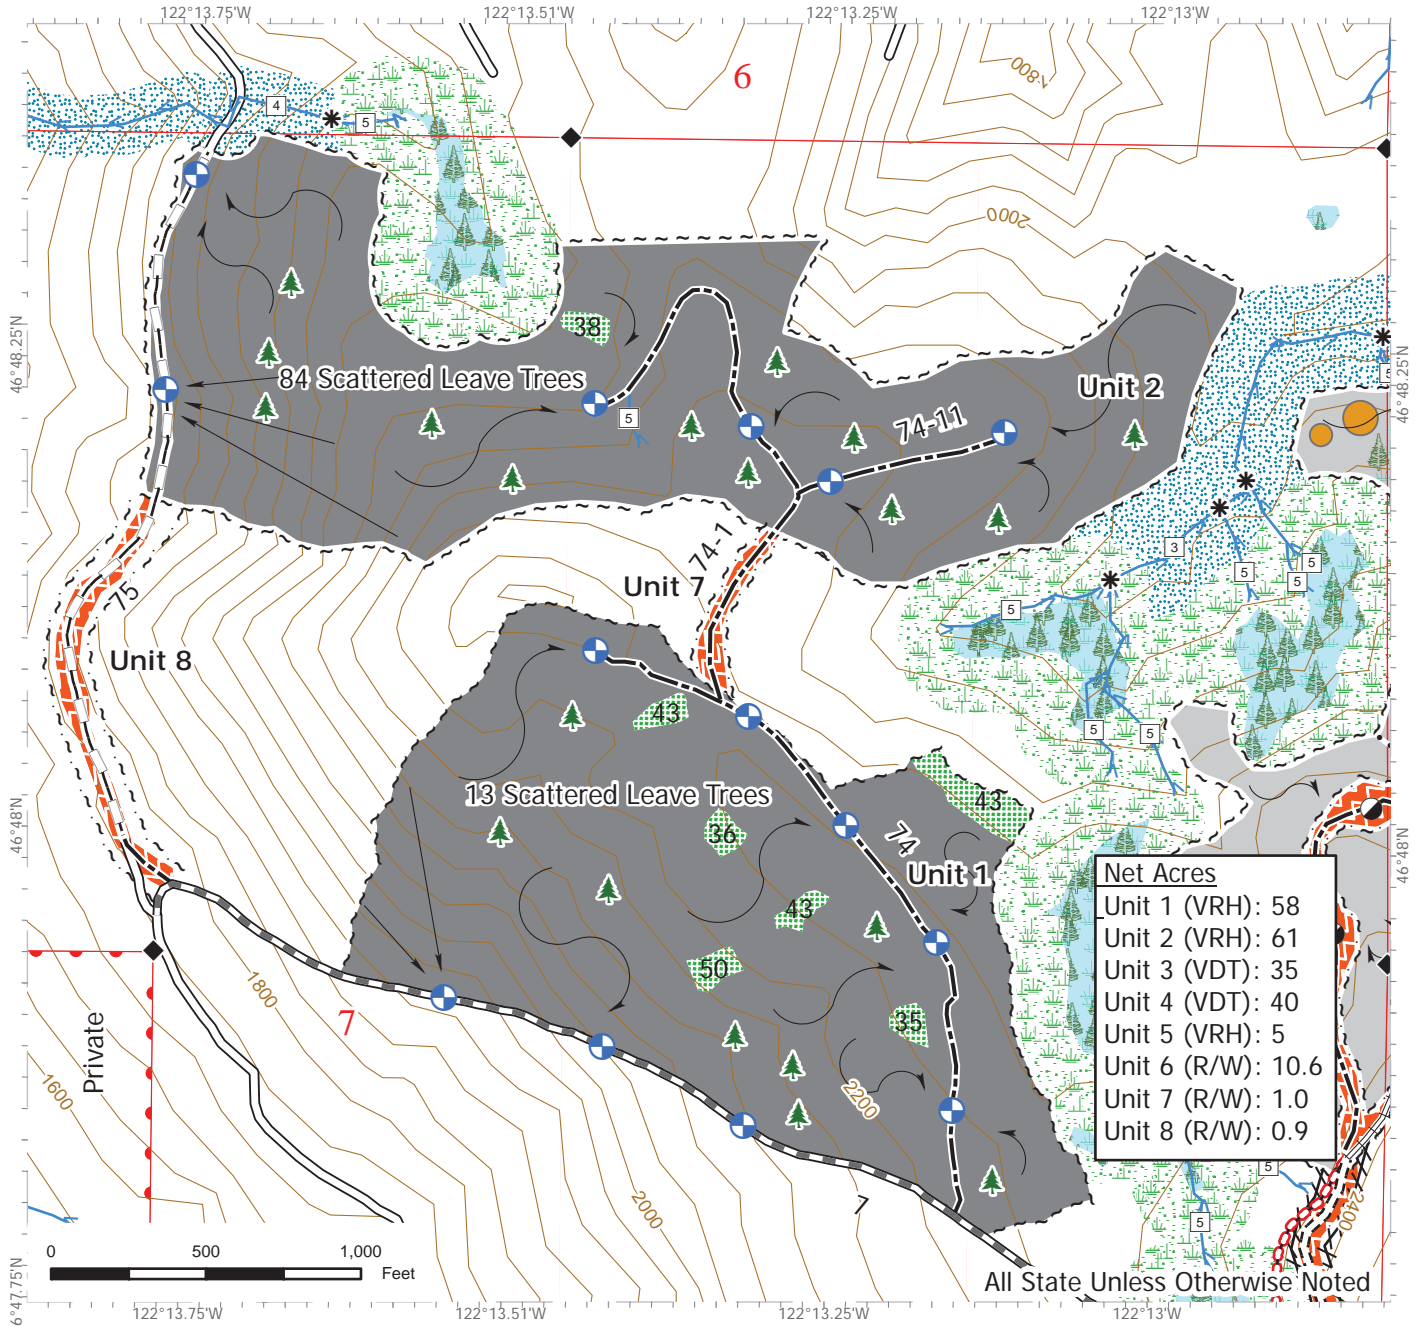 122°13.75'W
122°13.51'W
122°13.25'W
122°13'W
6
1800
4
5
2000
46°48.25'N
46°48.25'N
38
84 Scattered Leave Trees
Unit 2
5
5
74-11
3
5
5
5
5
74-1
Unit 7
75
Unit 8
43
5
5
13 Scattered Leave Trees
43
36
74
Unit 1
43
46°48'N
46°48'N
50
35
Net Acres
Unit 1 (VRH): 58
Unit 2 (VRH): 61
Unit 3 (VDT): 35
Unit 4 (VDT): 40
Unit 5 (VRH): 5
Unit 6 (R/W): 10.6
Unit 7 (R/W): 1.0
Unit 8 (R/W): 0.9
1800
7
Private
1600
2200
2000
7
5
5
2400
0 500 1,000
Feet
All State Unless Otherwise Noted
6°47.75'N
122°13.75'W
122°13.51'W
122°13.25'W
122°13'W